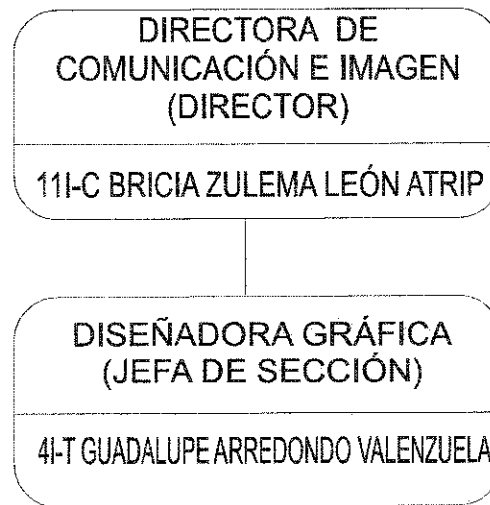 DIRECTORA DE
COMUNICACIÓN E IMAGEN
(DIRECTOR)
11I-C BRICIA ZULEMA LEÓN ATRIP
DISEÑADORA GRÁFICA
(JEFA DE SECCIÓN)
4I-T GUADALUPE ARREDONDO VALENZUELA